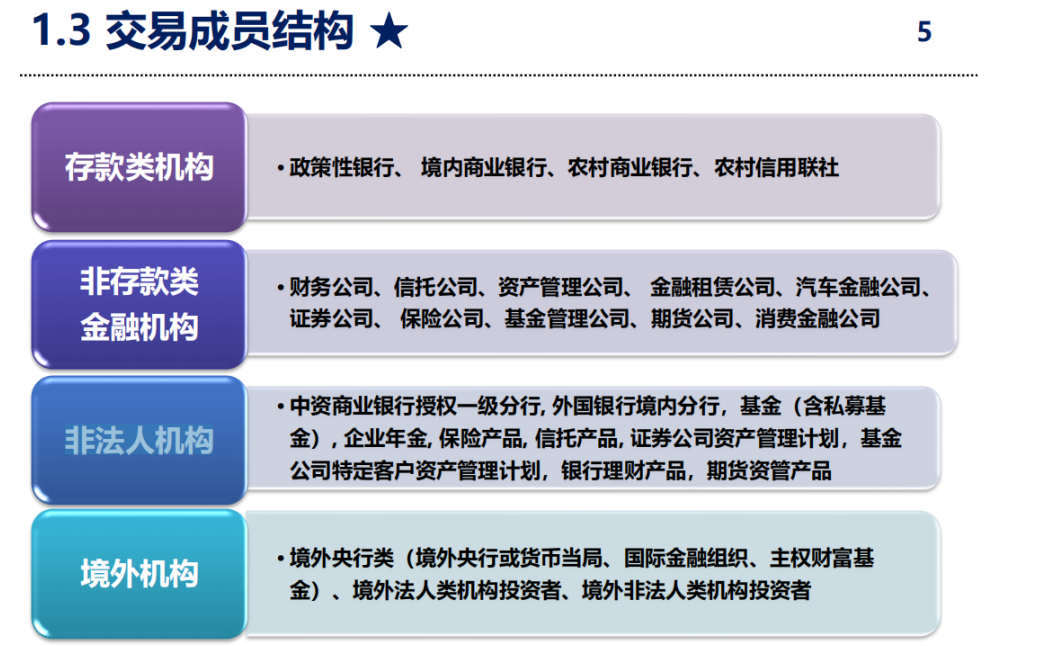 1.3 交易成员结构 ★
5
存款类机构
• 政策性银行、 境内商业银行、农村商业银行、农村信用联社
非存款类
金融机构
• 财务公司、信托公司、资产管理公司、 金融租赁公司、汽车金融公司、
证券公司、 保险公司、基金管理公司、期货公司、消费金融公司
非法人机构
• 中资商业银行授权一级分行, 外国银行境内分行，基金（含私募基
金）, 企业年金, 保险产品, 信托产品, 证券公司资产管理计划，基金
公司特定客户资产管理计划，银行理财产品，期货资管产品
境外机构
• 境外央行类（境外央行或货币当局、国际金融组织、主权财富基
金）、境外法人类机构投资者、境外非法人类机构投资者